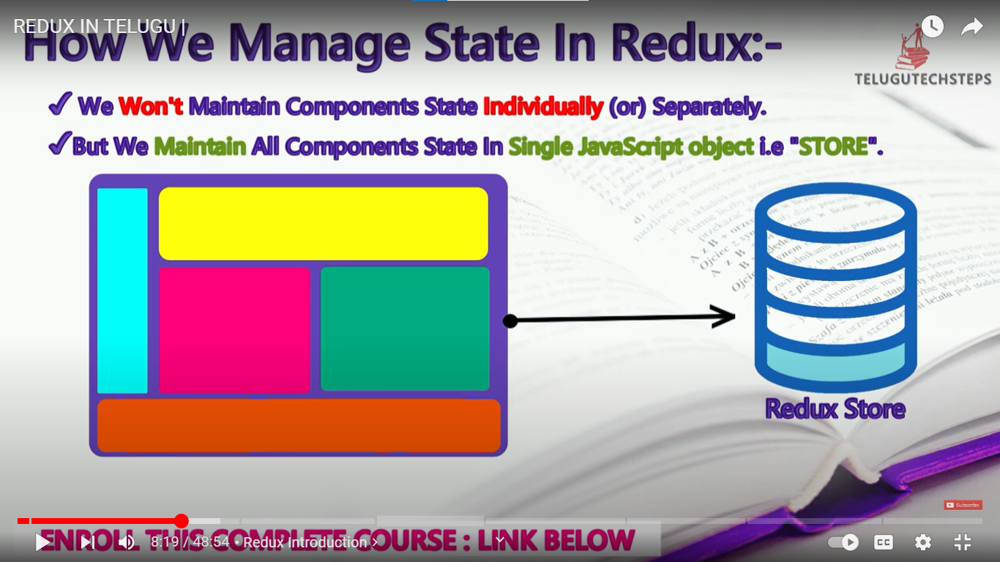 REDUX IN TELUGU |
How We Manage State In Redux:-
TELUGUTECHSTEPS
✓ We Won't Maintain Components State Individually (or) Separately.
✓But We Maintain All Components State In Single JavaScript object i.e "STORE".
Redux Store
Subscribe
ENROLL THIS COMPLETE COURSE : LINK BELOW
8:19 / 48:54 • Redux Introduction >
CC